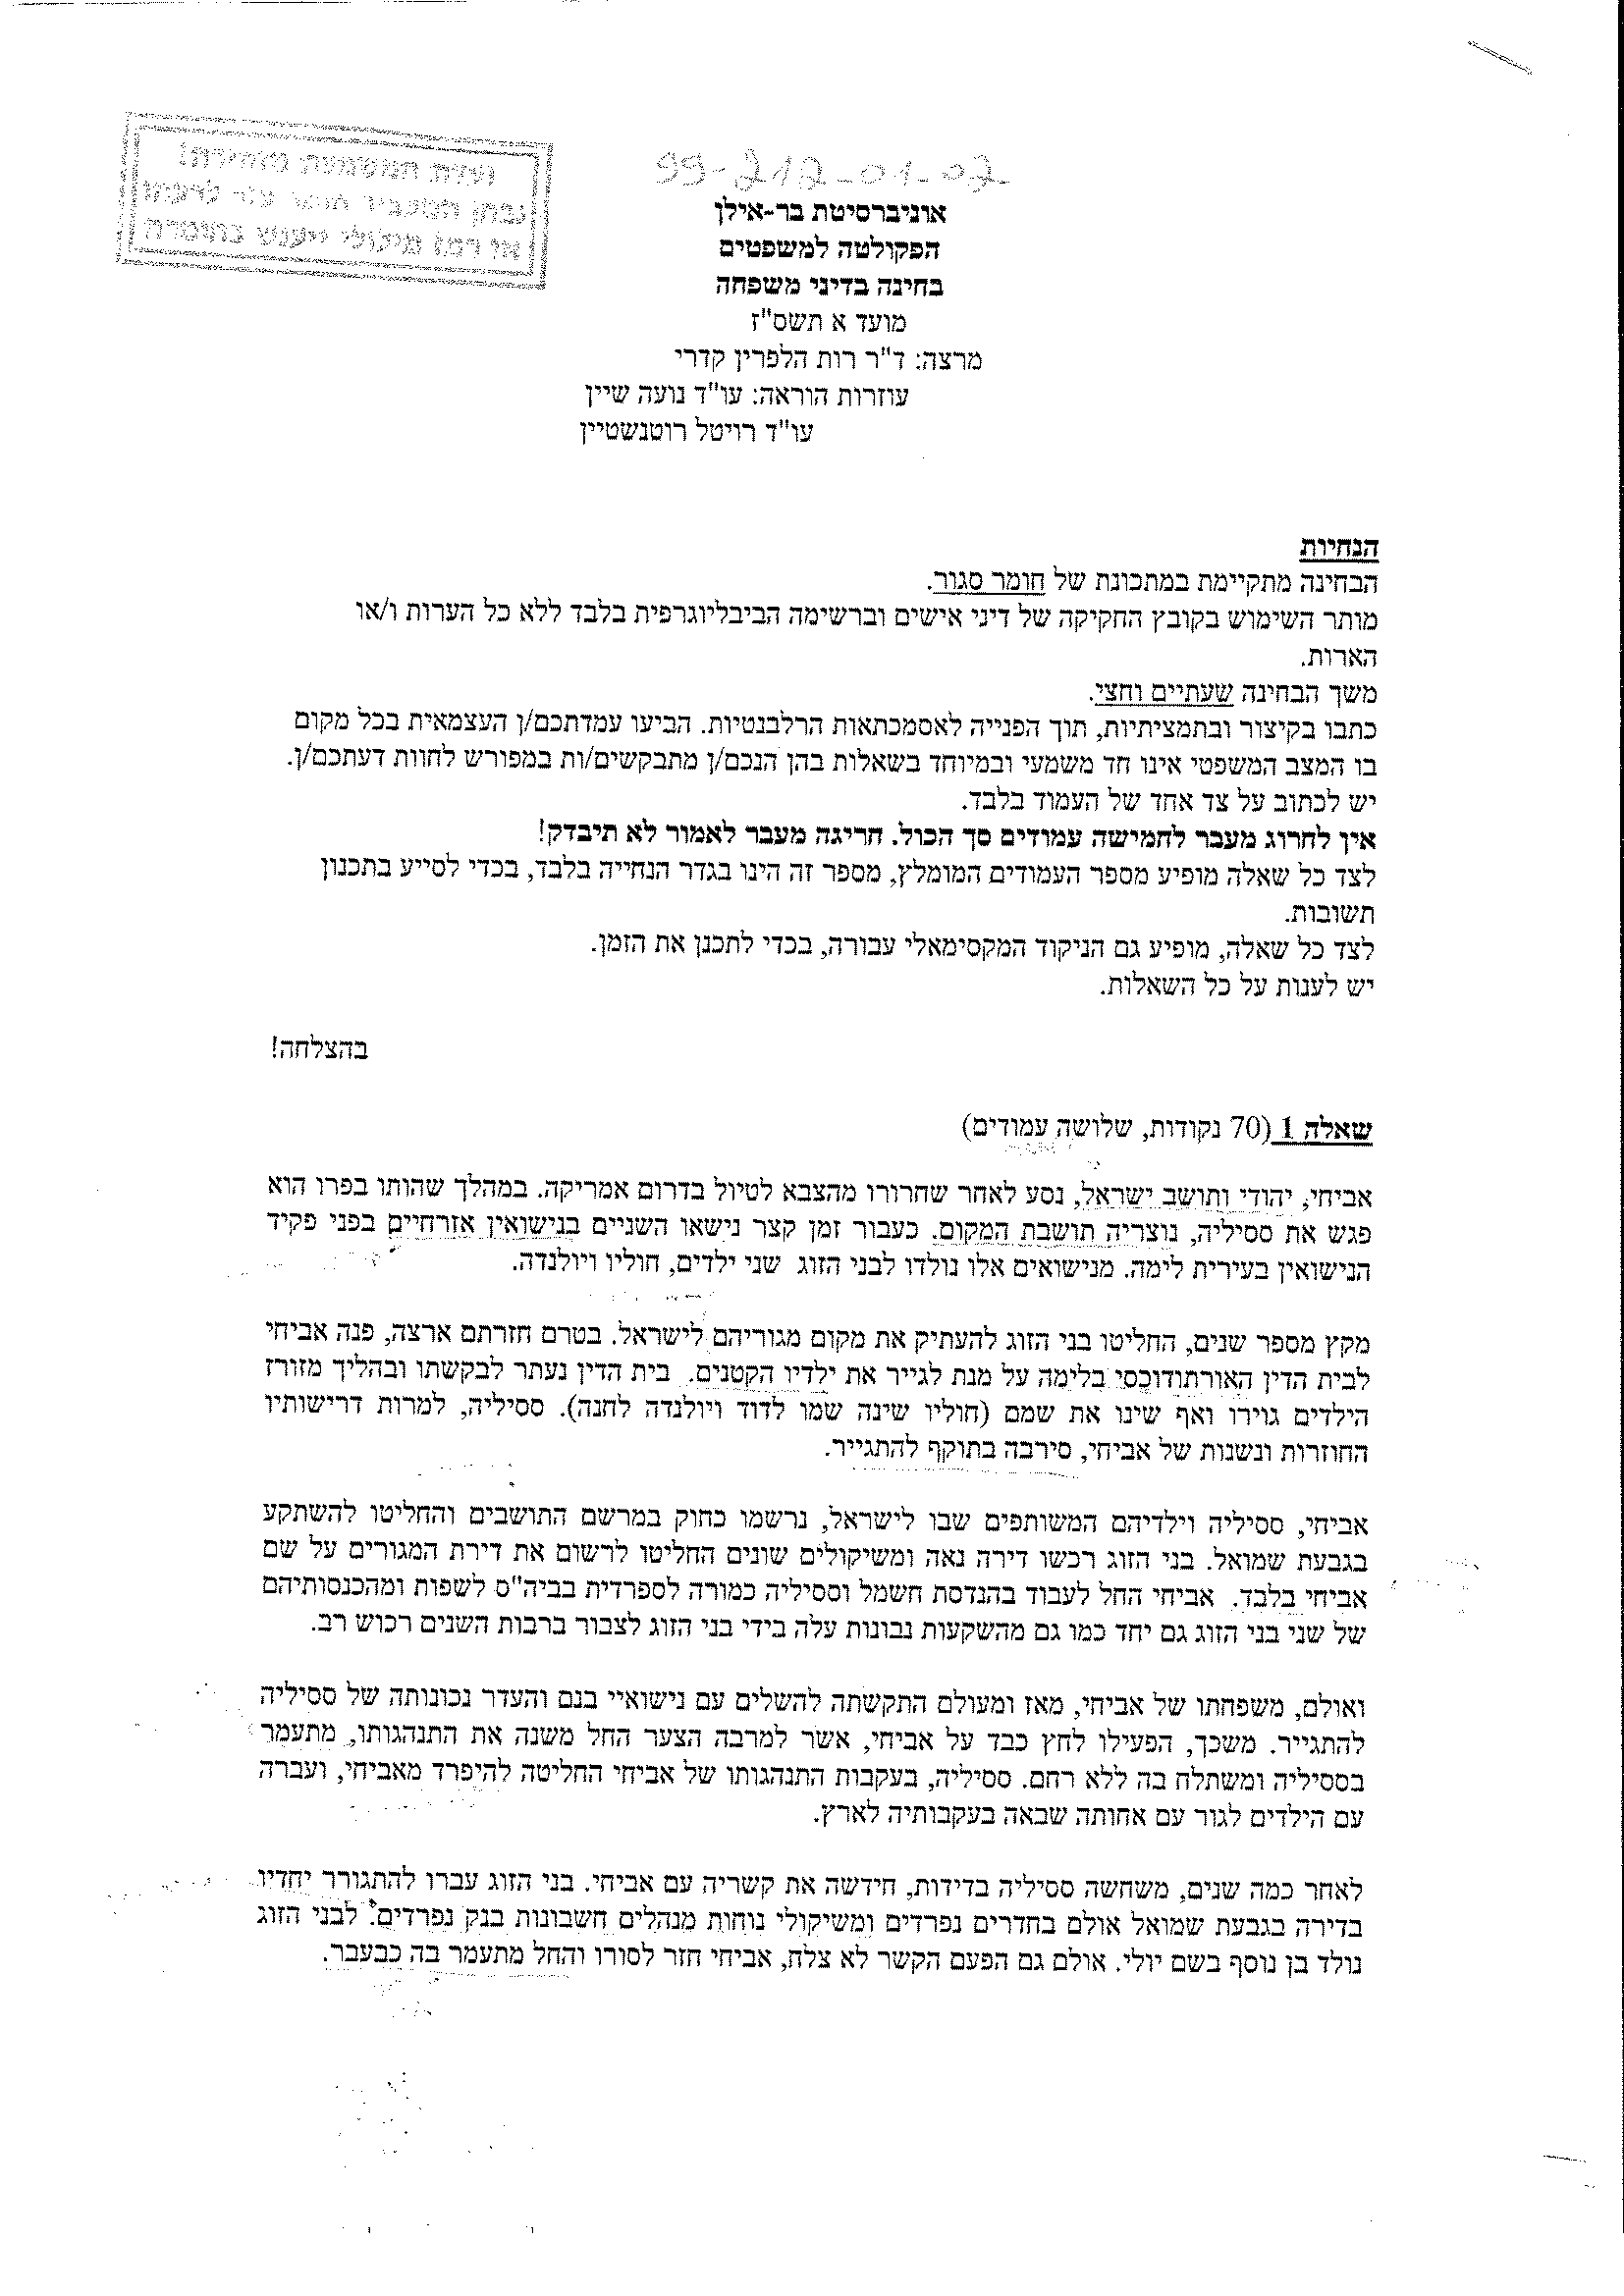 ועדת המשמעת מזהירה!
נבחן המעביר חומר עזר לרעהו
או רמז מילולי ייענש בחומרה
99-217-01-07
אוניברסיטת בר-אילן
הפקולטה למשפטים
בחינה בדיני משפחה
מועד א תשס"ז
מרצה: ד"ר רות הלפרין קדרי
עוזרות הוראה: עו"ד נועה שיין
עו"ד רויטל רוטנשטיין
הנחיות
הבחינה מתקיימת במתכונת של חומר סגור.
מותר השימוש בקובץ החקיקה של דיני אישים וברשימה הביבליוגרפית בלבד ללא כל הערות ו/או
הארות.
משך הבחינה שעתיים וחצי.
כתבו בקיצור ובתמציתיות, תוך הפנייה לאסמכתאות הרלבנטיות. הביעו עמדתכם/ן העצמאית בכל מקום
בו המצב המשפטי אינו חד משמעי ובמיוחד בשאלות בהן הנכם/ן מתבקשים/ות במפורש לחוות דעתכם/ן.
יש לכתוב על צד אחד של העמוד בלבד.
אין לחרוג מעבר לחמישה עמודים סך הכול. חריגה מעבר לאמור לא תיבדק!
לצד כל שאלה מופיע מספר העמודים המומלץ, מספר זה הינו בגדר הנחייה בלבד, בכדי לסייע בתכנון
תשובות.
לצד כל שאלה, מופיע גם הניקוד המקסימאלי עבורה, בכדי לתכנן את הזמן.
יש לענות על כל השאלות.
בהצלחה!
שאלה 1 (70 נקודות, שלושה עמודים)
אביחי, יהודי ותושב ישראל, נסע לאחר שחרורו מהצבא לטיול בדרום אמריקה. במהלך שהותו בפרו הוא
פגש את ססיליה, נוצריה תושבת המקום. כעבור זמן קצר נישאו השניים בנישואין אזרחיים בפני פקיד
הנישואין בעירית לימה. מנישואים אלו נולדו לבני הזוג שני ילדים, חוליו ויולנדה.
מקץ מספר שנים, החליטו בני הזוג להעתיק את מקום מגוריהם לישראל. בטרם חזרתם ארצה, פנה אביחי
לבית הדין האורתודוכסי בלימה על מנת לגייר את ילדיו הקטנים. בית הדין נעתר לבקשתו ובהליך מזורז
הילדים גוירו ואף שינו את שמם (חוליו שינה שמו לדוד ויולנדה לחנה). ססיליה, למרות דרישותיו
החוזרות ונשנות של אביחי, סירבה בתוקף להתגייר.
אביחי, ססיליה וילדיהם המשותפים שבו לישראל, נרשמו כחוק במרשם התושבים והחליטו להשתקע
בגבעת שמואל. בני הזוג רכשו דירה נאה ומשיקולים שונים החליטו לרשום את דירת המגורים על שם
אביחי בלבד. אביחי החל לעבוד בהנדסת חשמל וססיליה כמורה לספרדית בביה"ס לשפות ומהכנסותיהם
של שני בני הזוג גם יחד כמו גם מהשקעות נבונות עלה בידי בני הזוג לצבור ברבות השנים רכוש רב.
ואולם, משפחתו של אביחי, מאז ומעולם התקשתה להשלים עם נישואיי בנם והעדר נכונותה של ססיליה
להתגייר. משכך, הפעילו לחץ כבד על אביחי, אשר למרבה הצער החל משנה את התנהגותו, מתעמר
בססיליה ומשתלח בה ללא רחם. ססיליה, בעקבות התנהגותו של אביחי החליטה להיפרד מאביחי, ועברה
עם הילדים לגור עם אחותה שבאה בעקבותיה לארץ.
לאחר כמה שנים, משחשה ססיליה בדידות, חידשה את קשריה עם אביחי. בני הזוג עברו להתגורר יחדיו
בדירה בגבעת שמואל אולם בחדרים נפרדים ומשיקולי נוחות מנהלים חשבונות בנק נפרדים. לבני הזוג
נולד בן נוסף בשם יולי. אולם גם הפעם הקשר לא צלח, אביחי חזר לסורו והחל מתעמר בה כבעבר.